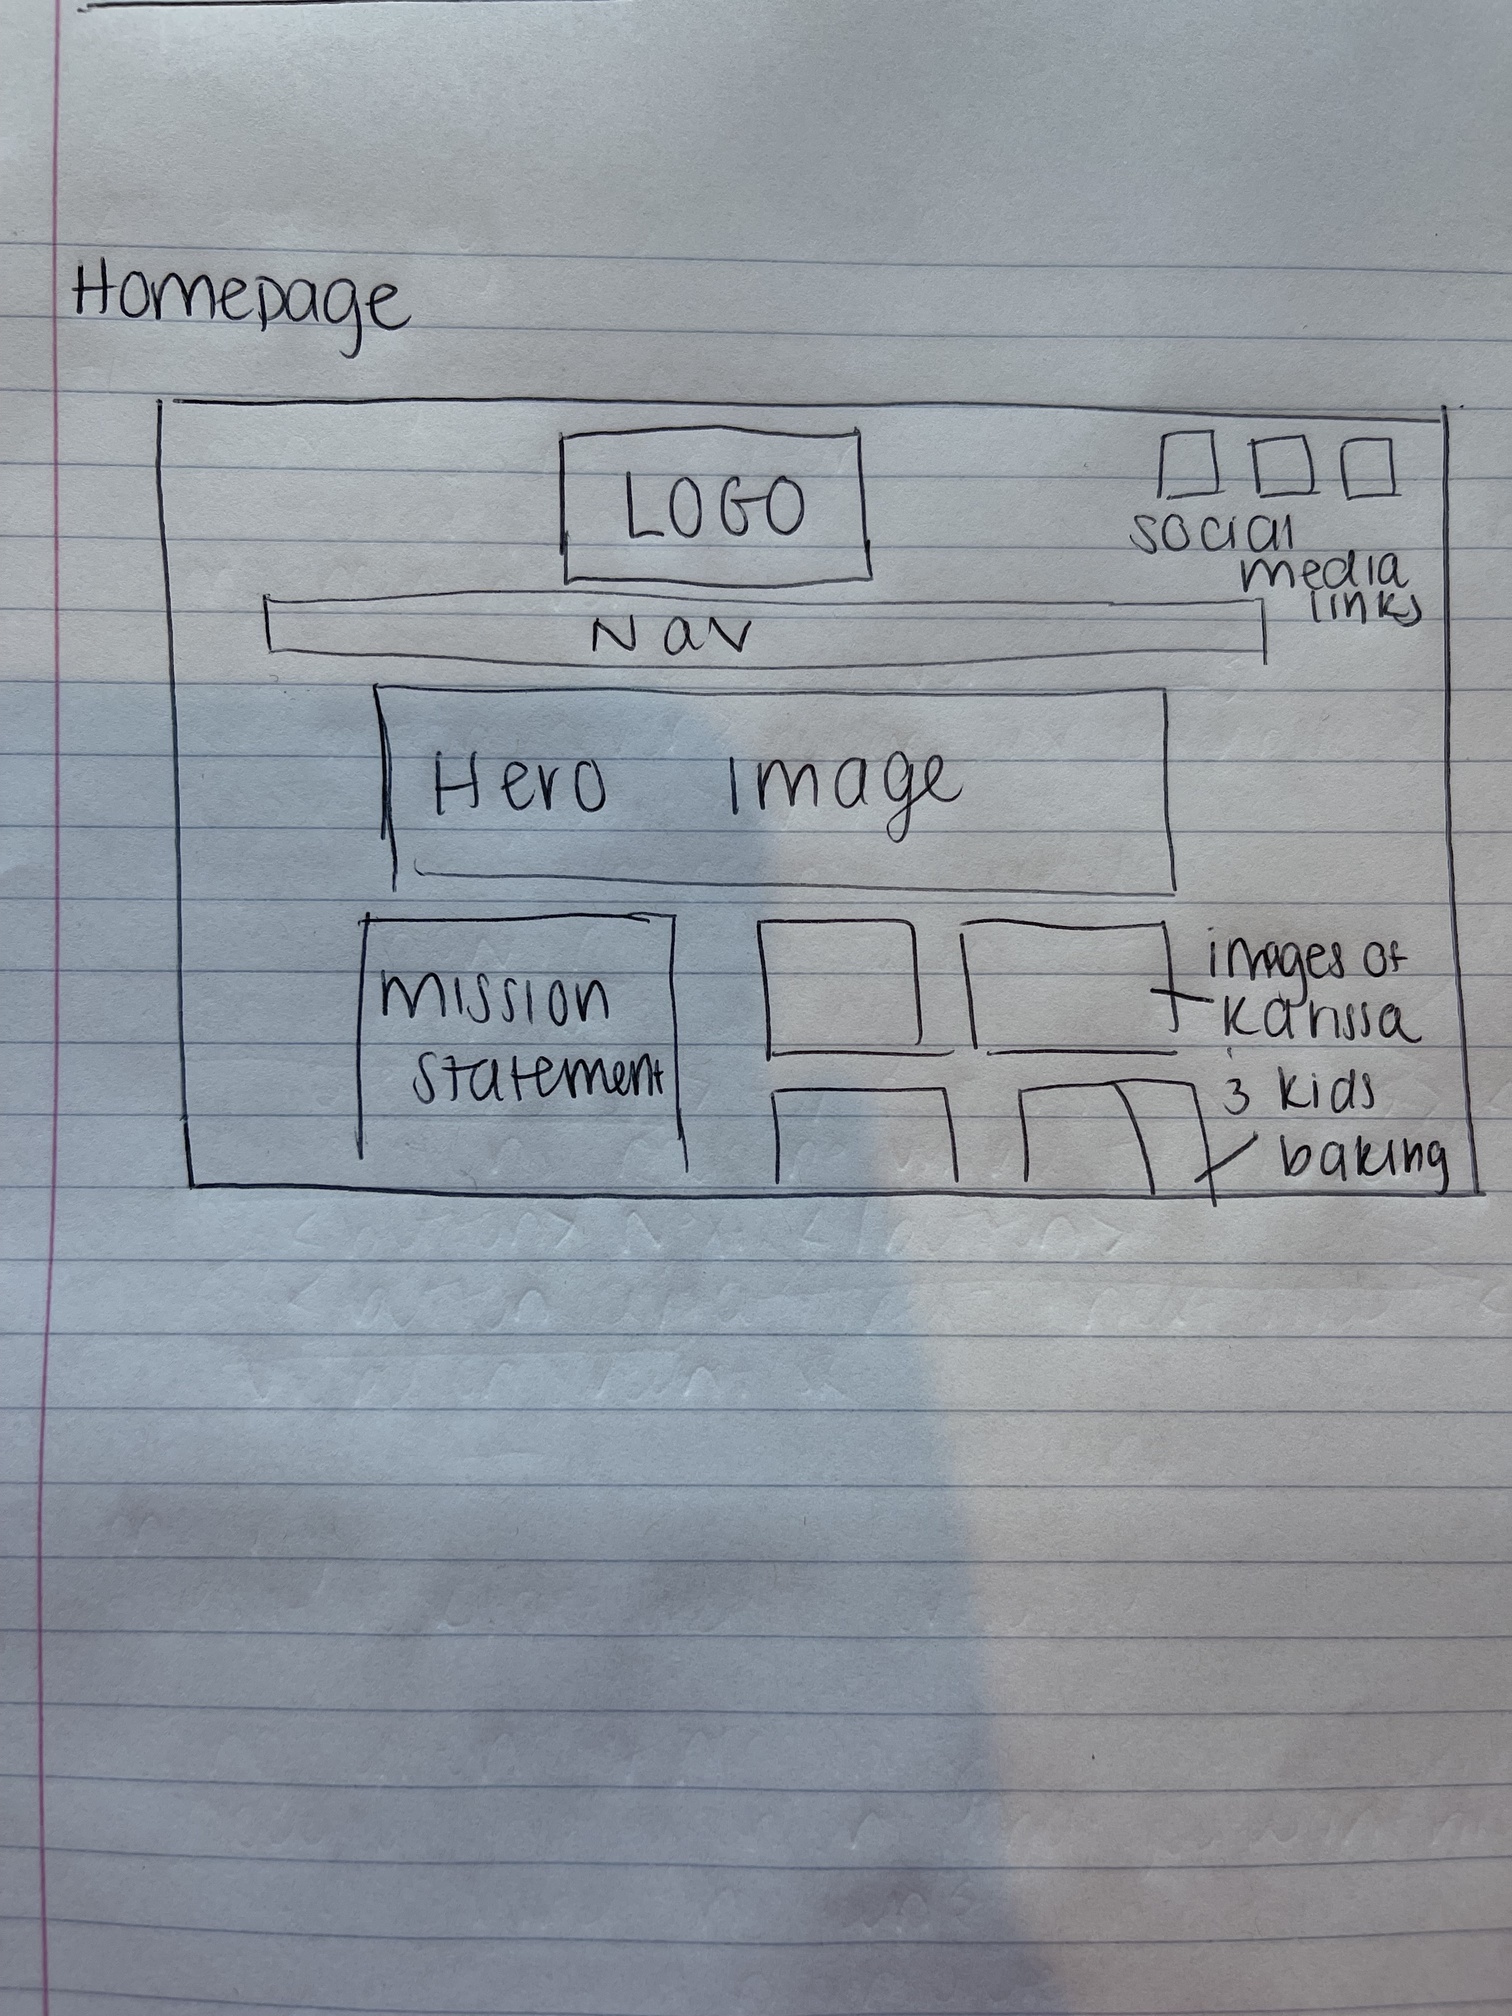 Homepage
LOGO
social
media
links
Nav
Hero Image
mission
statement
images of
Karissa
3 kids
baking